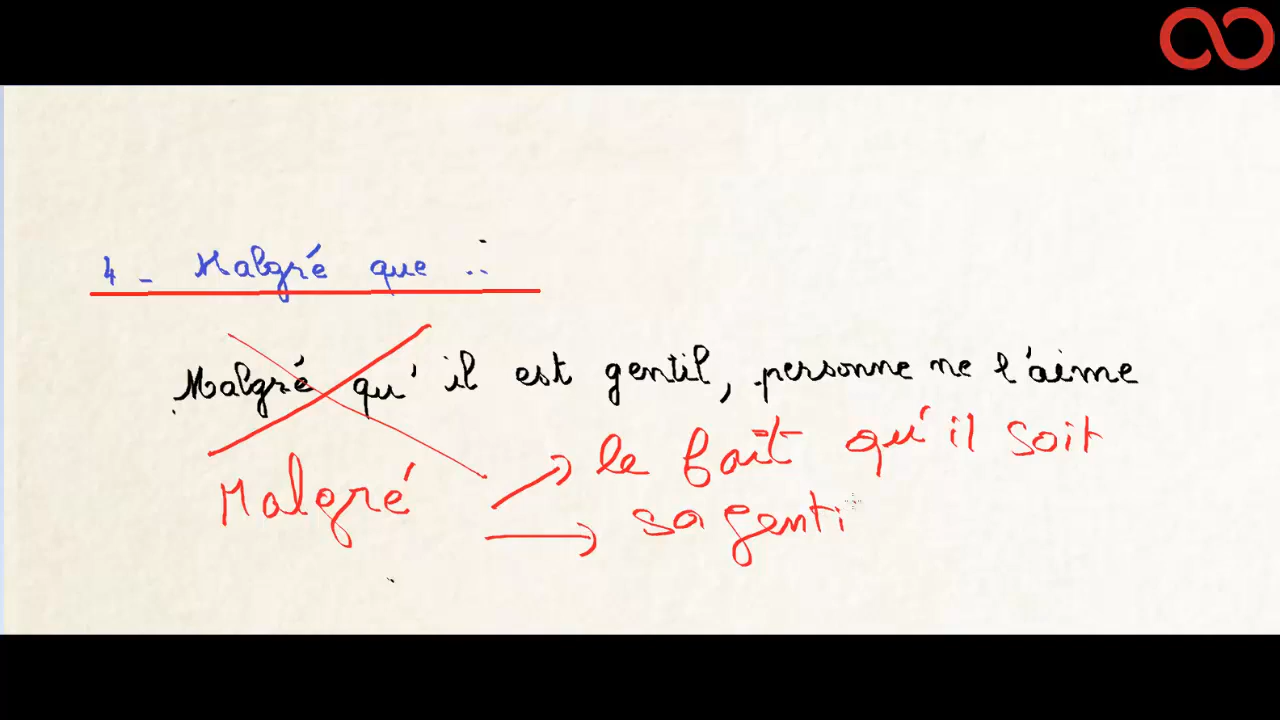 4 - Malgré que :
Malgré qu'il est gentil, personne ne l'aime
le fait qu'il soit
Malgré
sa genti